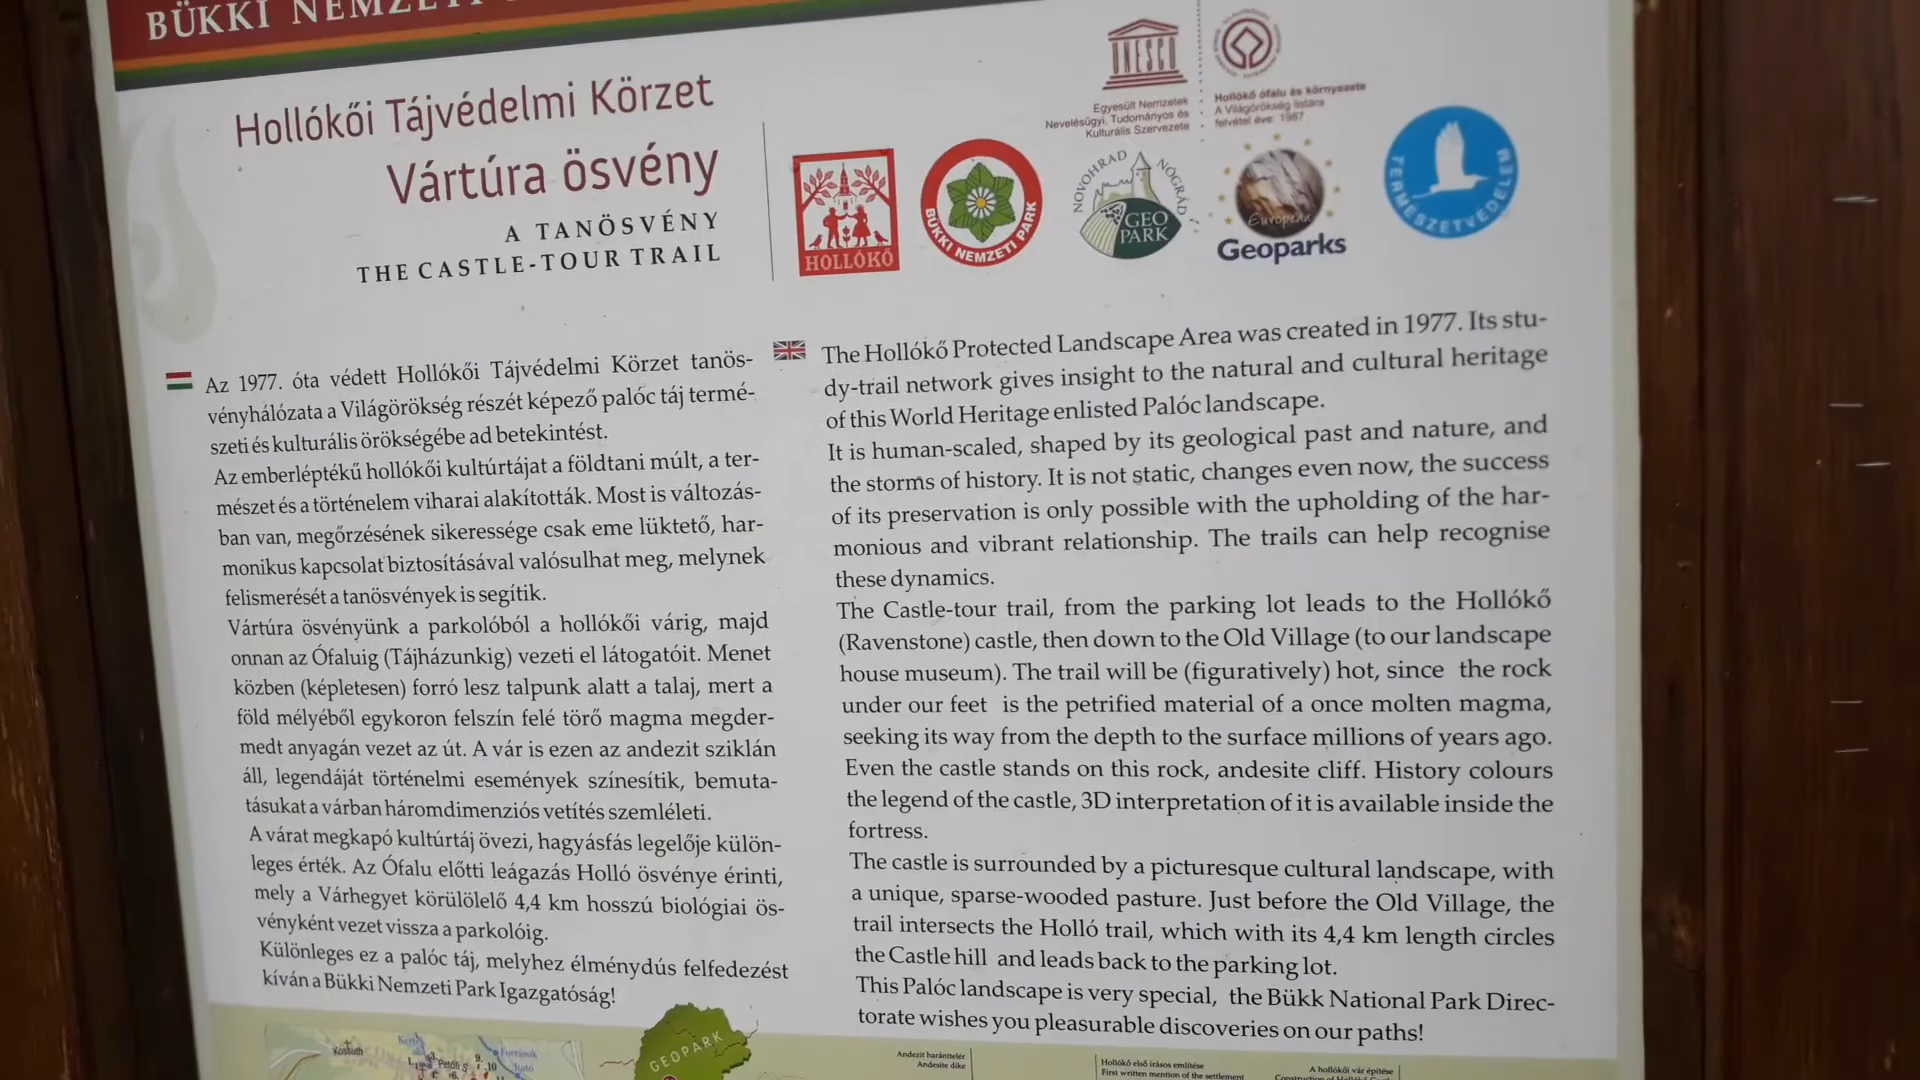 BÜKKI NEMZETI
Hollókői Tájvédelmi Körzet
Vártúra ösvény
A TANÖSVÉNY
THE CASTLE-TOUR TRAIL
UNESCO
Egyesült Nemzetek
Nevelésügyi, Tudományos és
Kulturális Szervezete
Hollókő ófalu és környezete
A Világörökség listára
felvétel éve: 1987
HOLLÓKŐ
BÜKKI NEMZETI PARK
NOVOHRAD NÓGRÁD
GEO
PARK
European
Geoparks
TERMÉSZETVÉDELEM
Az 1977. óta védett Hollókői Tájvédelmi Körzet tanös-
vényhálózata a Világörökség részét képező palóc táj termé-
szeti és kulturális örökségébe ad betekintést.
Az emberléptékű hollókői kultúrtájat a földtani múlt, a ter-
mészet és a történelem viharai alakították. Most is változás-
ban van, megőrzésének sikeressége csak eme lüktető, har-
monikus kapcsolat biztosításával valósulhat meg, melynek
felismerését a tanösvények is segítik.
Vártúra ösvényünk a parkolóból a hollókői várig, majd
onnan az Ófaluig (Tájházunkig) vezeti el látogatóit. Menet
közben (képletesen) forró lesz talpunk alatt a talaj, mert a
föld mélyéből egykoron felszín felé törő magma megder-
medt anyagán vezet az út. A vár is ezen az andezit sziklán
áll, legendáját történelmi események színesítik, bemuta-
tásukat a várban háromdimenziós vetítés szemléleti.
A várat megkapó kultúrtáj övezi, hagyásfás legelője külön-
leges érték. Az Ófalu előtti leágazás Holló ösvénye érinti,
mely a Várhegyet körülölelő 4,4 km hosszú biológiai ös-
vényként vezet vissza a parkolóig.
Különleges ez a palóc táj, melyhez élménydús felfedezést
kíván a Bükki Nemzeti Park Igazgatóság!
The Hollókő Protected Landscape Area was created in 1977. Its stu-
dy-trail network gives insight to the natural and cultural heritage
of this World Heritage enlisted Palóc landscape.
It is human-scaled, shaped by its geological past and nature, and
the storms of history. It is not static, changes even now, the success
of its preservation is only possible with the upholding of the har-
monious and vibrant relationship. The trails can help recognise
these dynamics.
The Castle-tour trail, from the parking lot leads to the Hollókő
(Ravenstone) castle, then down to the Old Village (to our landscape
house museum). The trail will be (figuratively) hot, since the rock
under our feet is the petrified material of a once molten magma,
seeking its way from the depth to the surface millions of years ago.
Even the castle stands on this rock, andesite cliff. History colours
the legend of the castle, 3D interpretation of it is available inside the
fortress.
The castle is surrounded by a picturesque cultural landscape, with
a unique, sparse-wooded pasture. Just before the Old Village, the
trail intersects the Holló trail, which with its 4,4 km length circles
the Castle hill and leads back to the parking lot.
This Palóc landscape is very special, the Bükk National Park Direc-
torate wishes you pleasurable discoveries on our paths!
Kossuth
Petőfi
GEOPARK
Andezit haránttelér
Andesite dike
Hollókő első írásos említése
First written mention of the settlement
A hollókői vár építése